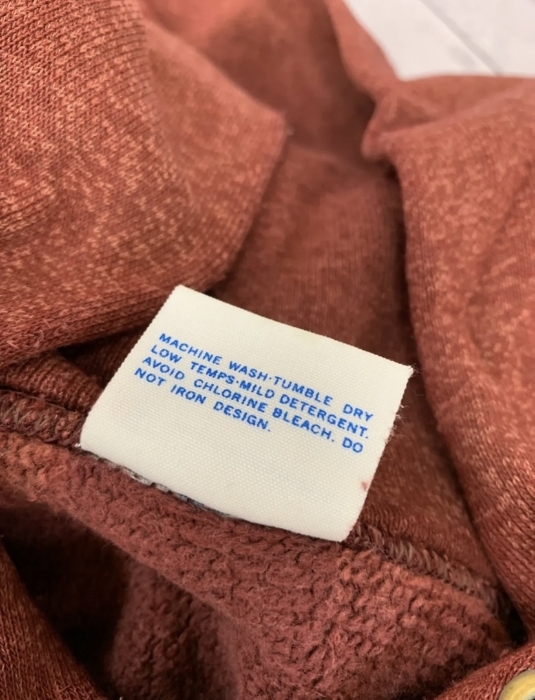 MACHINE WASH·TUMBLE DRY
LOW TEMPS·MILD DETERGENT.
AVOID CHLORINE BLEACH. DO
NOT IRON DESIGN.